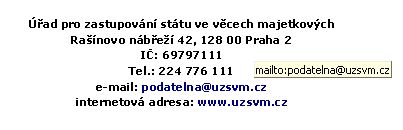 Úřad pro zastupování státu ve věcech majetkových
Rašínovo nábřeží 42, 128 00 Praha 2
IČ: 69797111
Tel.: 224 776 111
mailto:podatelna@uzsvm.cz
e-mail: podatelna@uzsvm.cz
internetová adresa: www.uzsvm.cz